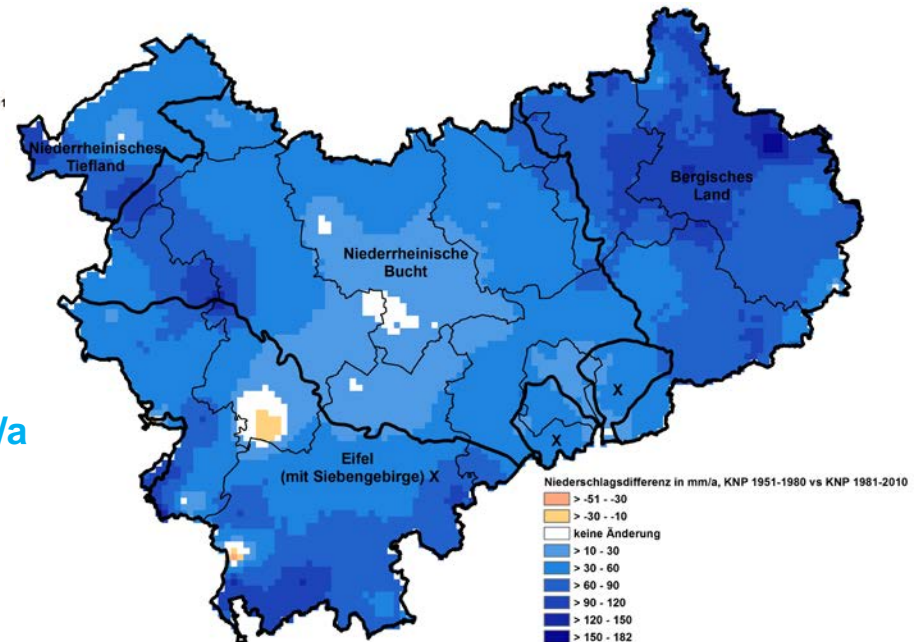 1
Niederrheinisches
Tiefland
Bergisches
Land
Niederrheinische
Bucht
X
X
/a
Eifel
(mit Siebengebirge) X
Niederschlagsdifferenz in mm/a, KNP 1951-1980 vs KNP 1981-2010
> -51 - -30
> -30 - -10
keine Änderung
> 10 - 30
> 30 - 60
> 60 - 90
> 90 - 120
> 120 - 150
> 150 - 182